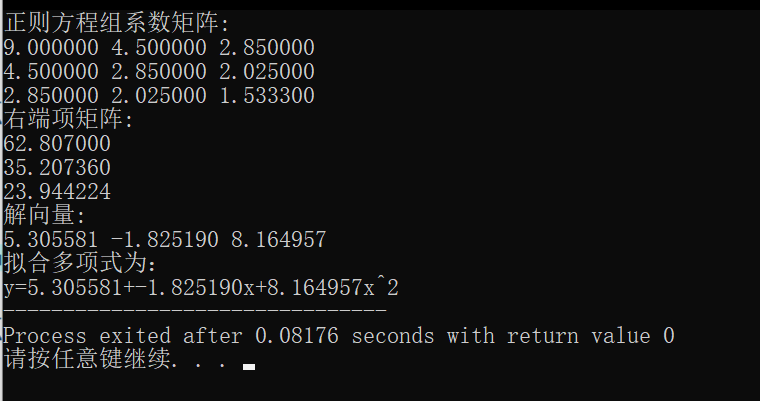 正则方程组系数矩阵:
9.000000 4.500000 2.850000
4.500000 2.850000 2.025000
2.850000 2.025000 1.533300
右端项矩阵:
62.807000
35.207360
23.944224
解向量:
5.305581 -1.825190 8.164957
拟合多项式为:
y=5.305581+-1.825190x+8.164957x^2
--------------------------------
Process exited after 0.08176 seconds with return value 0
请按任意键继续. . .